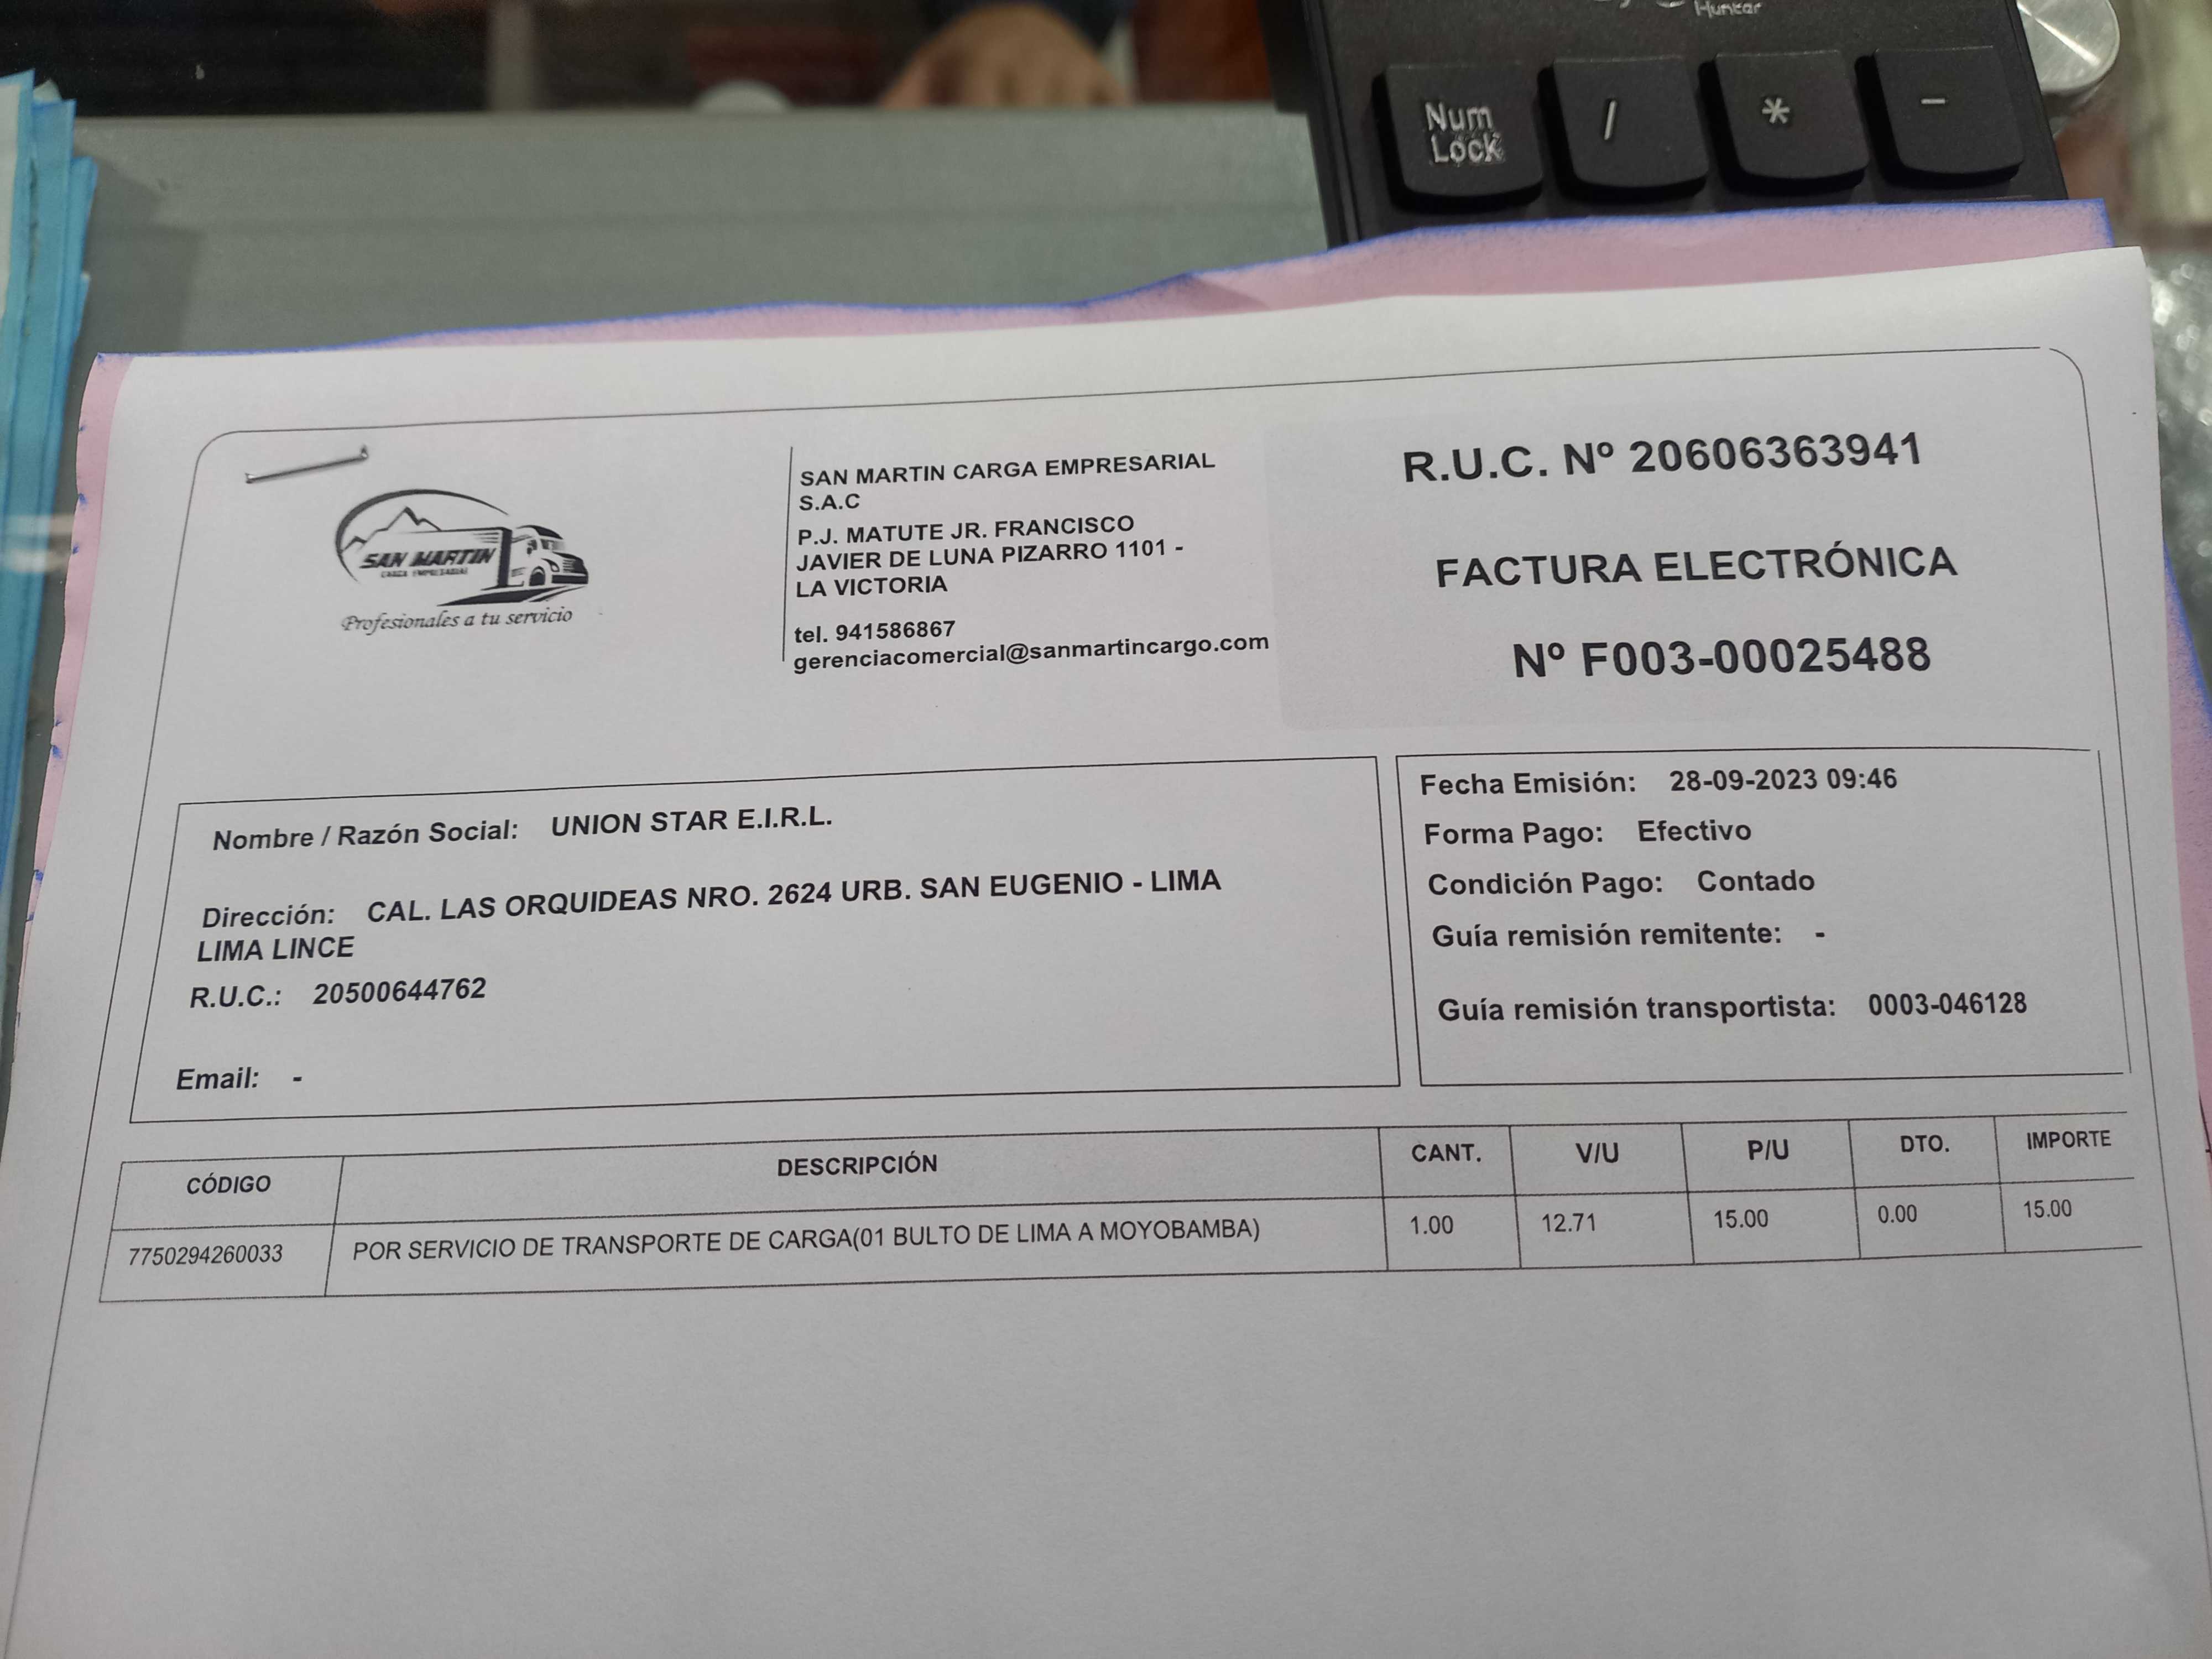 Huntar
Num
Lock
/
*
-
SAN MARTIN
CARGA EMPRESARIAL
Profesionales a tu servicio
SAN MARTIN CARGA EMPRESARIAL
S.A.C
P.J. MATUTE JR. FRANCISCO
JAVIER DE LUNA PIZARRO 1101 -
LA VICTORIA
tel. 941586867
gerenciacomercial@sanmartincargo.com
R.U.C. Nº 20606363941
FACTURA ELECTRÓNICA
Nº F003-00025488
Nombre / Razón Social: UNION STAR E.I.R.L.
Dirección: CAL. LAS ORQUIDEAS NRO. 2624 URB. SAN EUGENIO - LIMA
LIMA LINCE
R.U.C.: 20500644762
Email: -
Fecha Emisión: 28-09-2023 09:46
Forma Pago: Efectivo
Condición Pago: Contado
Guía remisión remitente: -
Guía remisión transportista: 0003-046128
CÓDIGO DESCRIPCIÓN CANT. V/U P/U DTO. IMPORTE
7750294260033 POR SERVICIO DE TRANSPORTE DE CARGA(01 BULTO DE LIMA A MOYOBAMBA) 1.00 12.71 15.00 0.00 15.00